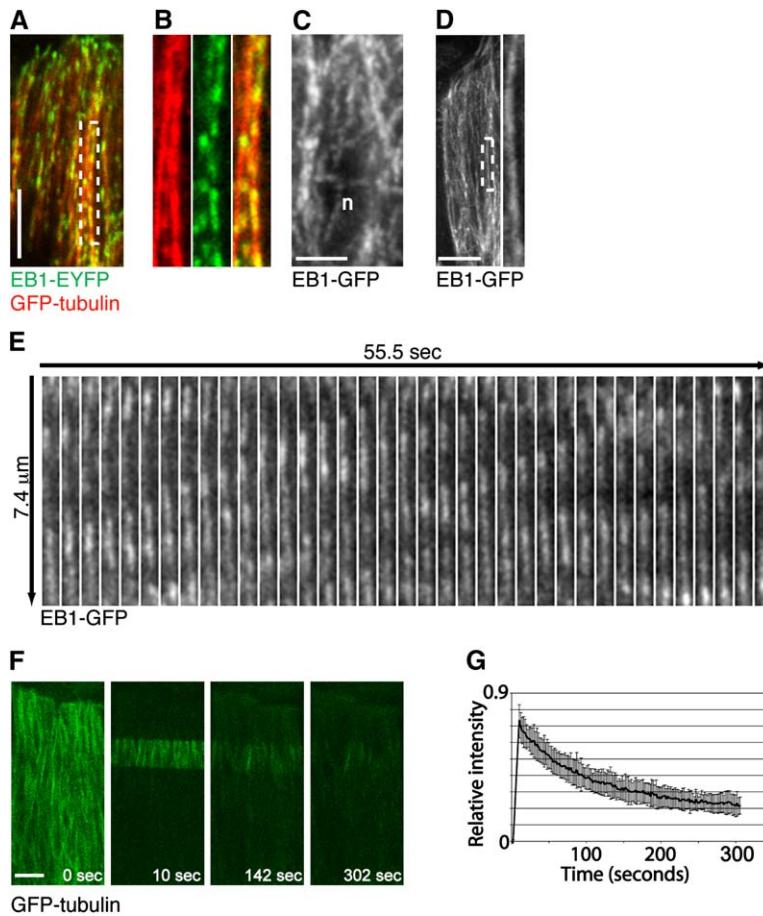 A
B
C
D
n
EB1-EYFP
GFP-tubulin
EB1-GFP
EB1-GFP
E
55.5 sec
7.4 µm
EB1-GFP
F
0 sec
10 sec
142 sec
302 sec
GFP-tubulin
G
0.9
Relative intensity
0
100
200
300
Time (seconds)